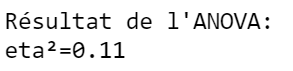 Résultat de l'ANOVA:
eta²=0.11